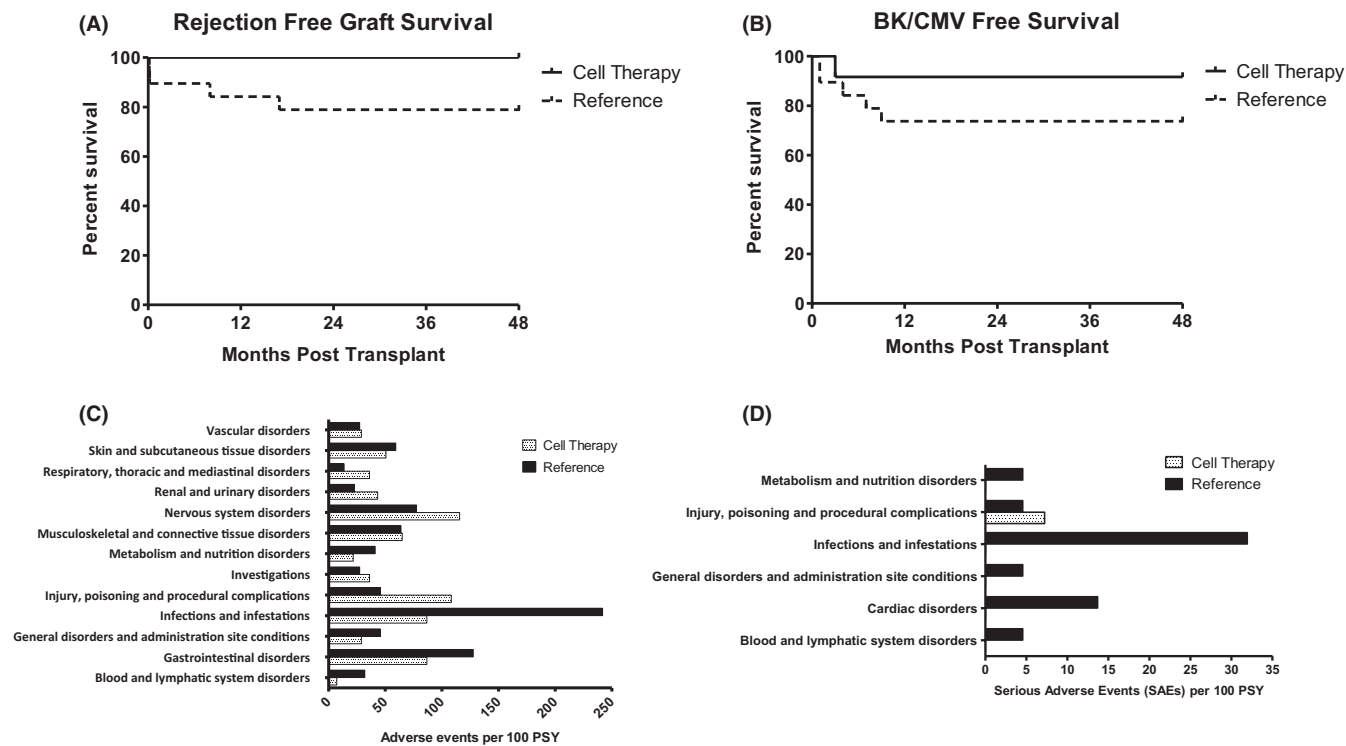 (A)
Rejection Free Graft Survival
Percent survival
100
80
60
40
20
0
0 12 24 36 48
Months Post Transplant
Cell Therapy
Reference
(B)
BK/CMV Free Survival
Percent survival
100
80
60
40
20
0
0 12 24 36 48
Months Post Transplant
Cell Therapy
Reference
(C)
Vascular disorders
Skin and subcutaneous tissue disorders
Respiratory, thoracic and mediastinal disorders
Renal and urinary disorders
Nervous system disorders
Musculoskeletal and connective tissue disorders
Metabolism and nutrition disorders
Investigations
Injury, poisoning and procedural complications
Infections and infestations
General disorders and administration site conditions
Gastrointestinal disorders
Blood and lymphatic system disorders
0 50 100 150 200 250
Adverse events per 100 PSY
Cell Therapy
Reference
(D)
Metabolism and nutrition disorders
Injury, poisoning and procedural complications
Infections and infestations
General disorders and administration site conditions
Cardiac disorders
Blood and lymphatic system disorders
0 5 10 15 20 25 30 35
Serious Adverse Events (SAEs) per 100 PSY
Cell Therapy
Reference